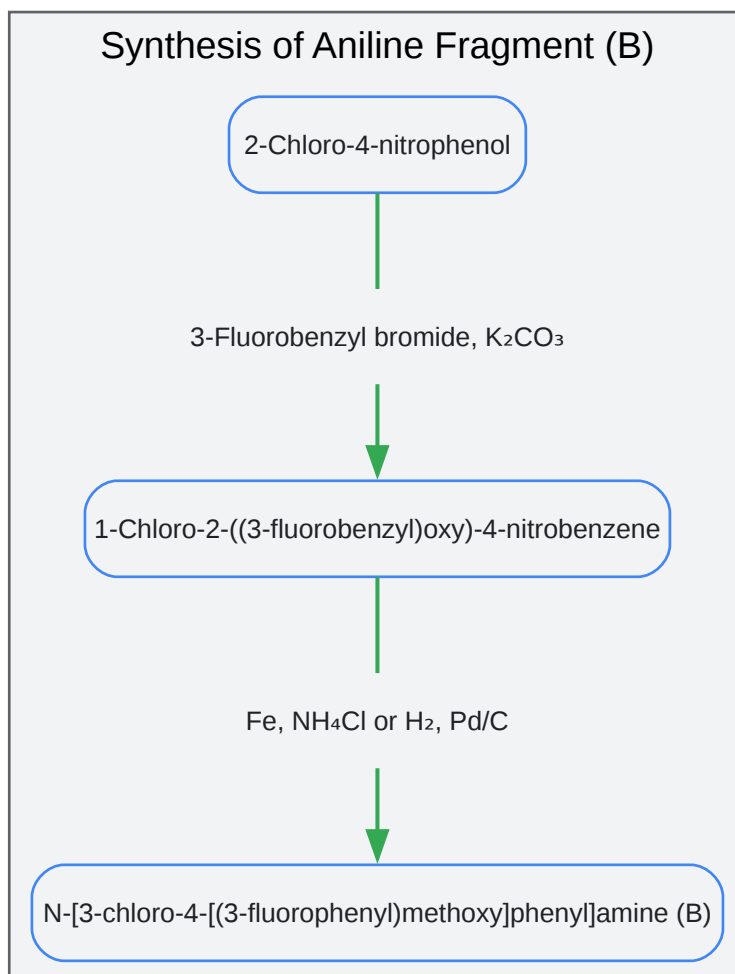 Synthesis of Aniline Fragment (B)
2-Chloro-4-nitrophenol
3-Fluorobenzyl bromide, K₂CO₃
1-Chloro-2-((3-fluorobenzyl)oxy)-4-nitrobenzene
Fe, NH₄Cl or H₂, Pd/C
N-[3-chloro-4-[(3-fluorophenyl)methoxy]phenyl]amine (B)